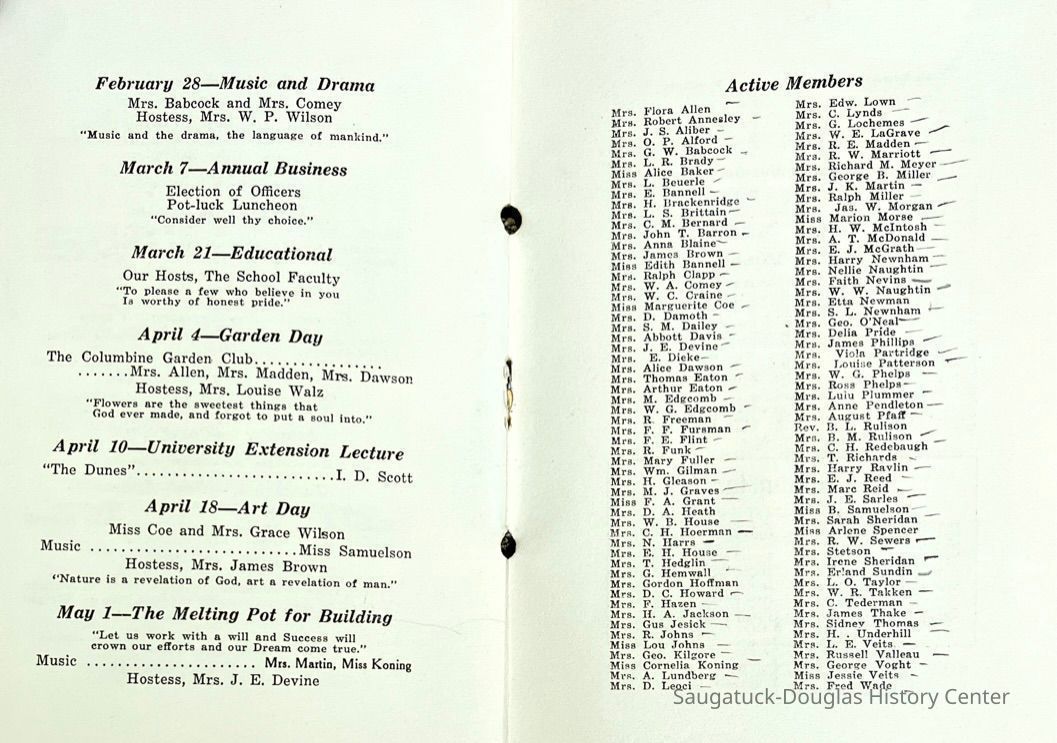 February 28—Music and Drama
Mrs. Babcock and Mrs. Comey
Hostess, Mrs. W. P. Wilson
"Music and the drama, the language of mankind."
March 7—Annual Business
Election of Officers
Pot-luck Luncheon
"Consider well thy choice."
March 21—Educational
Our Hosts, The School Faculty
"To please a few who believe in you
Is worthy of honest pride."
April 4—Garden Day
The Columbine Garden Club..............
.......Mrs. Allen, Mrs. Madden, Mrs. Dawson
Hostess, Mrs. Louise Walz
"Flowers are the sweetest things that
God ever made, and forgot to put a soul into."
April 10—University Extension Lecture
"The Dunes"...........................I. D. Scott
April 18—Art Day
Miss Coe and Mrs. Grace Wilson
Music ...........................Miss Samuelson
Hostess, Mrs. James Brown
"Nature is a revelation of God, art a revelation of man."
May 1—The Melting Pot for Building
"Let us work with a will and Success will
crown our efforts and our Dream come true."
Music ...................... Mrs. Martin, Miss Koning
Hostess, Mrs. J. E. Devine
Active Members
Mrs. Flora Allen
Mrs. Robert Annesley
Mrs. J. S. Aliber
Mrs. O. P. Alford
Mrs. G. W. Babcock
Mrs. L. R. Brady
Miss Alice Baker
Mrs. L. Beuerle
Mrs. E. Bannell
Mrs. H. Brackenridge
Mrs. L. S. Brittain
Mrs. C. M. Bernard
Mrs. John T. Barron
Mrs. Anna Blaine
Mrs. James Brown
Miss Edith Bannell
Mrs. Ralph Clapp
Mrs. W. A. Comey
Mrs. W. C. Craine
Miss Marguerite Coe
Mrs. D. Damoth
Mrs. S. M. Dailey
Mrs. Abbott Davis
Mrs. J. E. Devine
Mrs. E. Dieke
Mrs. Alice Dawson
Mrs. Thomas Eaton
Mrs. Arthur Eaton
Mrs. M. Edgcomb
Mrs. W. G. Edgcomb
Mrs. R. Freeman
Mrs. F. F. Fursman
Mrs. F. E. Flint
Mrs. R. Funk
Mrs. Mary Fuller
Mrs. Wm. Gilman
Mrs. H. Gleason
Mrs. M. J. Graves
Miss F. A. Grant
Mrs. D. A. Heath
Mrs. W. B. House
Mrs. C. H. Hoerman
Mrs. N. Harrs
Mrs. E. H. House
Mrs. T. Hedglin
Mrs. G. Hemwall
Mrs. Gordon Hoffman
Mrs. D. C. Howard
Mrs. F. Hazen
Mrs. H. A. Jackson
Mrs. Gus Jesick
Mrs. R. Johns
Miss Lou Johns
Mrs. Geo. Kilgore
Miss Cornelia Koning
Mrs. A. Lundberg
Mrs. D. Leoci
Mrs. Edw. Lown
Mrs. C. Lynds
Mrs. G. Lochemes
Mrs. W. E. LaGrave
Mrs. R. E. Madden
Mrs. R. W. Marriott
Mrs. Richard M. Meyer
Mrs. George B. Miller
Mrs. J. K. Martin
Mrs. Ralph Miller
Mrs. Jas. W. Morgan
Miss Marion Morse
Mrs. H. W. McIntosh
Mrs. A. T. McDonald
Mrs. E. J. McGrath
Mrs. Harry Newnham
Mrs. Nellie Naughtin
Mrs. Faith Nevins
Mrs. W. W. Naughtin
Mrs. Etta Newman
Mrs. S. L. Newnham
Mrs. Geo. O'Neal
Mrs. Delia Pride
Mrs. James Phillips
Mrs. Viola Partridge
Mrs. Louise Patterson
Mrs. W. G. Phelps
Mrs. Ross Phelps
Mrs. Lulu Plummer
Mrs. Anne Pendleton
Mrs. August Pfaff
Rev. B. L. Rulison
Mrs. B. M. Rulison
Mrs. C. H. Redebaugh
Mrs. T. Richards
Mrs. Harry Ravlin
Mrs. E. J. Reed
Mrs. Marc Reid
Mrs. J. E. Sarles
Miss B. Samuelson
Mrs. Sarah Sheridan
Miss Arlene Spencer
Mrs. R. W. Sewers
Mrs. Stetson
Mrs. Irene Sheridan
Mrs. Erland Sundin
Mrs. L. O. Taylor
Mrs. W. R. Takken
Mrs. C. Tederman
Mrs. James Thake
Mrs. Sidney Thomas
Mrs. H. . Underhill
Mrs. L. E. Veits
Mrs. Russell Valleau
Mrs. George Voght
Miss Jessie Veits
Mrs. Fred Wade
Saugatuck-Douglas History Center